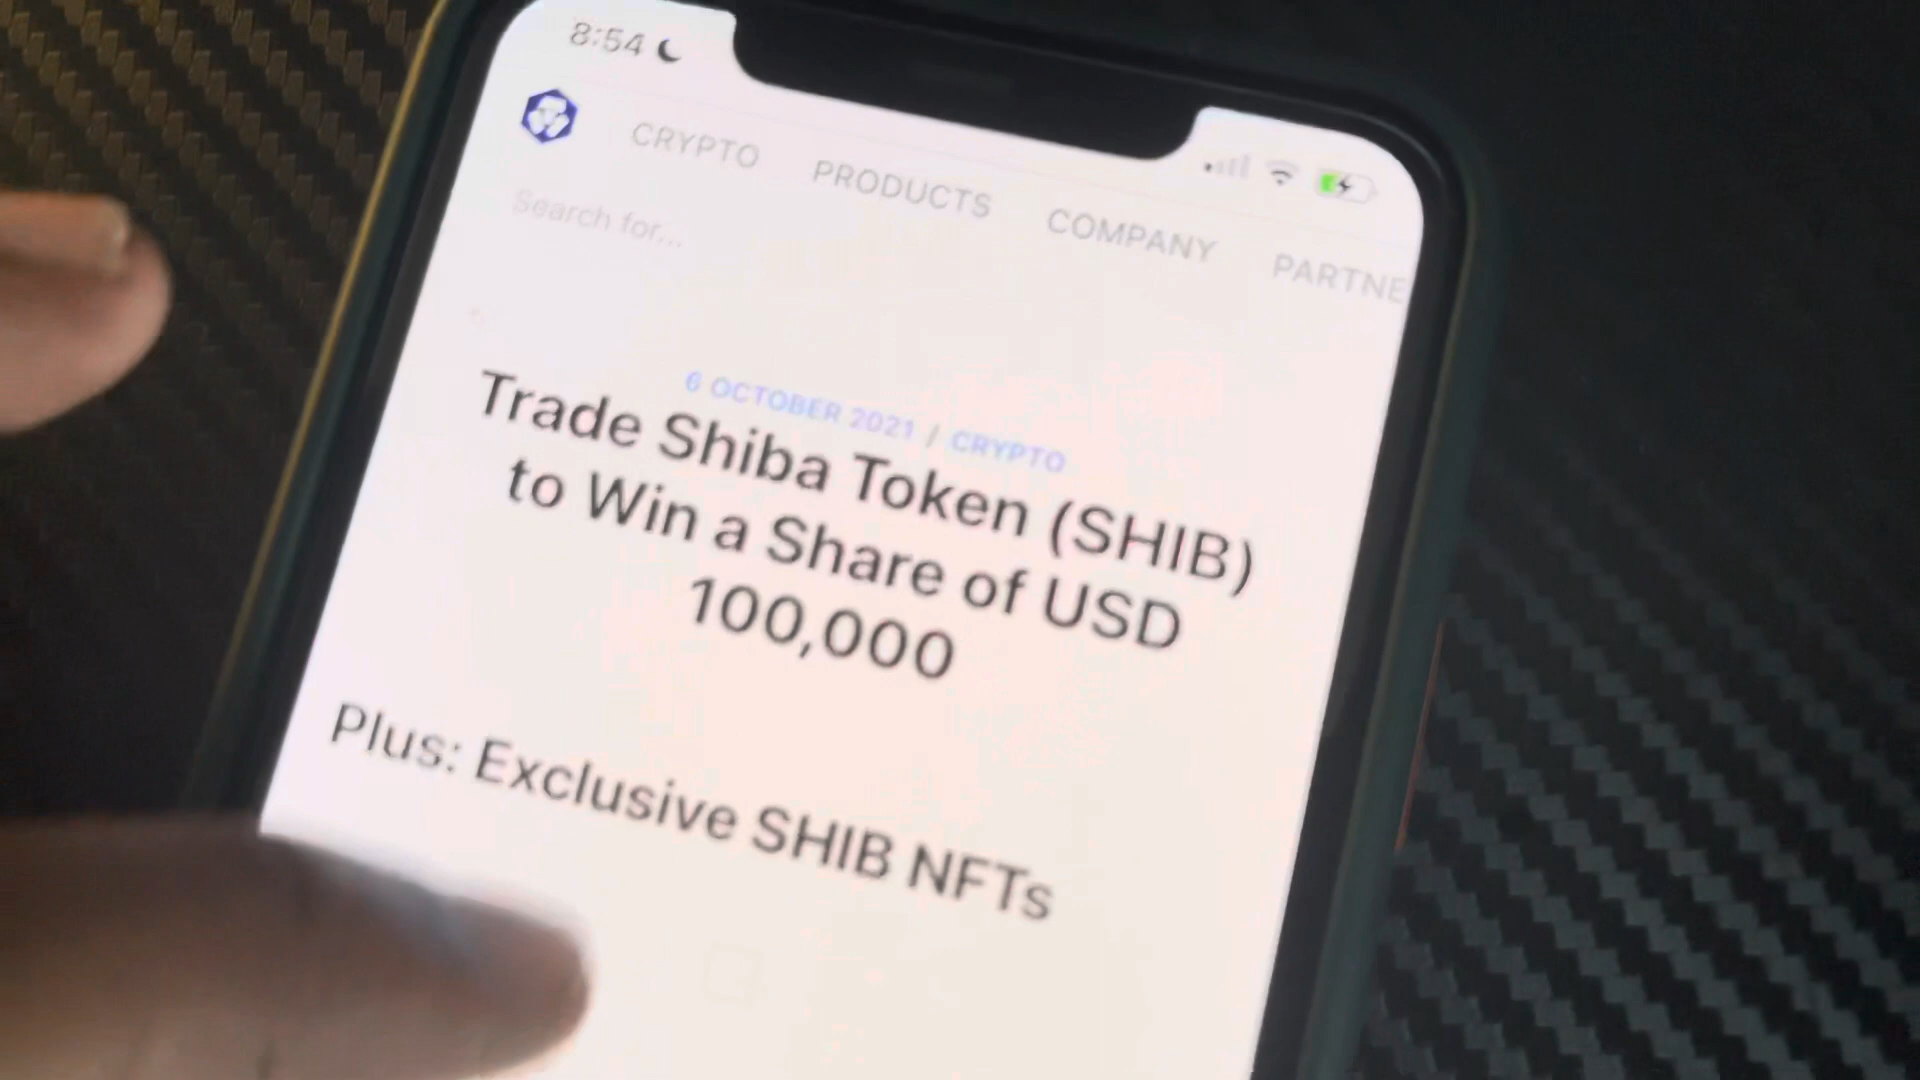 8:54
CRYPTO PRODUCTS COMPANY PARTNE
Search for...
6 OCTOBER 2021 / CRYPTO
Trade Shiba Token (SHIB)
to Win a Share of USD
100,000
Plus: Exclusive SHIB NFTs